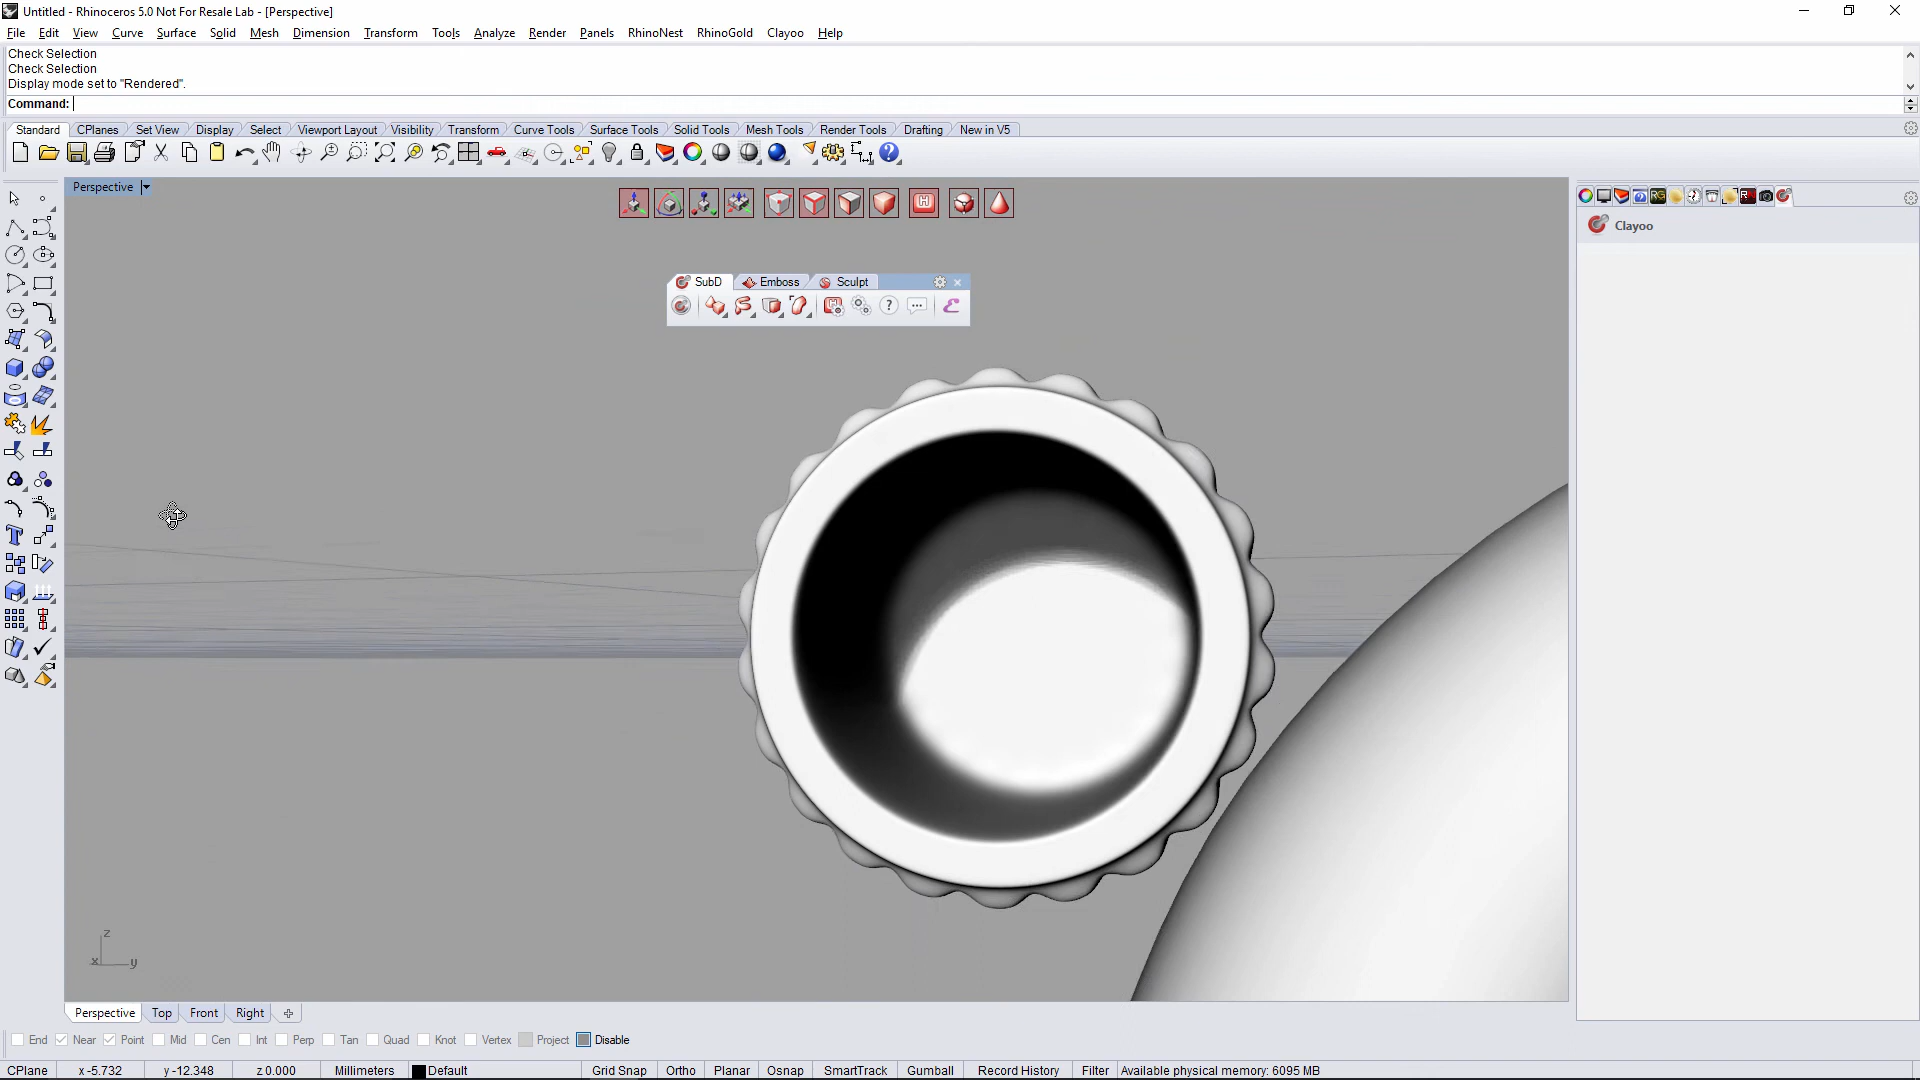 Untitled - Rhinoceros 5.0 Not For Resale Lab - [Perspective]
File Edit View Curve Surface Solid Mesh Dimension Transform Tools Analyze Render Panels RhinoNest RhinoGold Clayoo Help
Check Selection
Check Selection
Display mode set to "Rendered".
Command:
Standard CPlanes Set View Display Select Viewport Layout Visibility Transform Curve Tools Surface Tools Solid Tools Mesh Tools Render Tools Drafting New in V5
Perspective
Clayoo
SubD Emboss Sculpt
z
x y
Perspective Top Front Right
End Near Point Mid Cen Int Perp Tan Quad Knot Vertex Project Disable
CPlane x -5.732 y -12.348 z 0.000 Millimeters Default Grid Snap Ortho Planar Osnap SmartTrack Gumball Record History Filter Available physical memory: 6095 MB